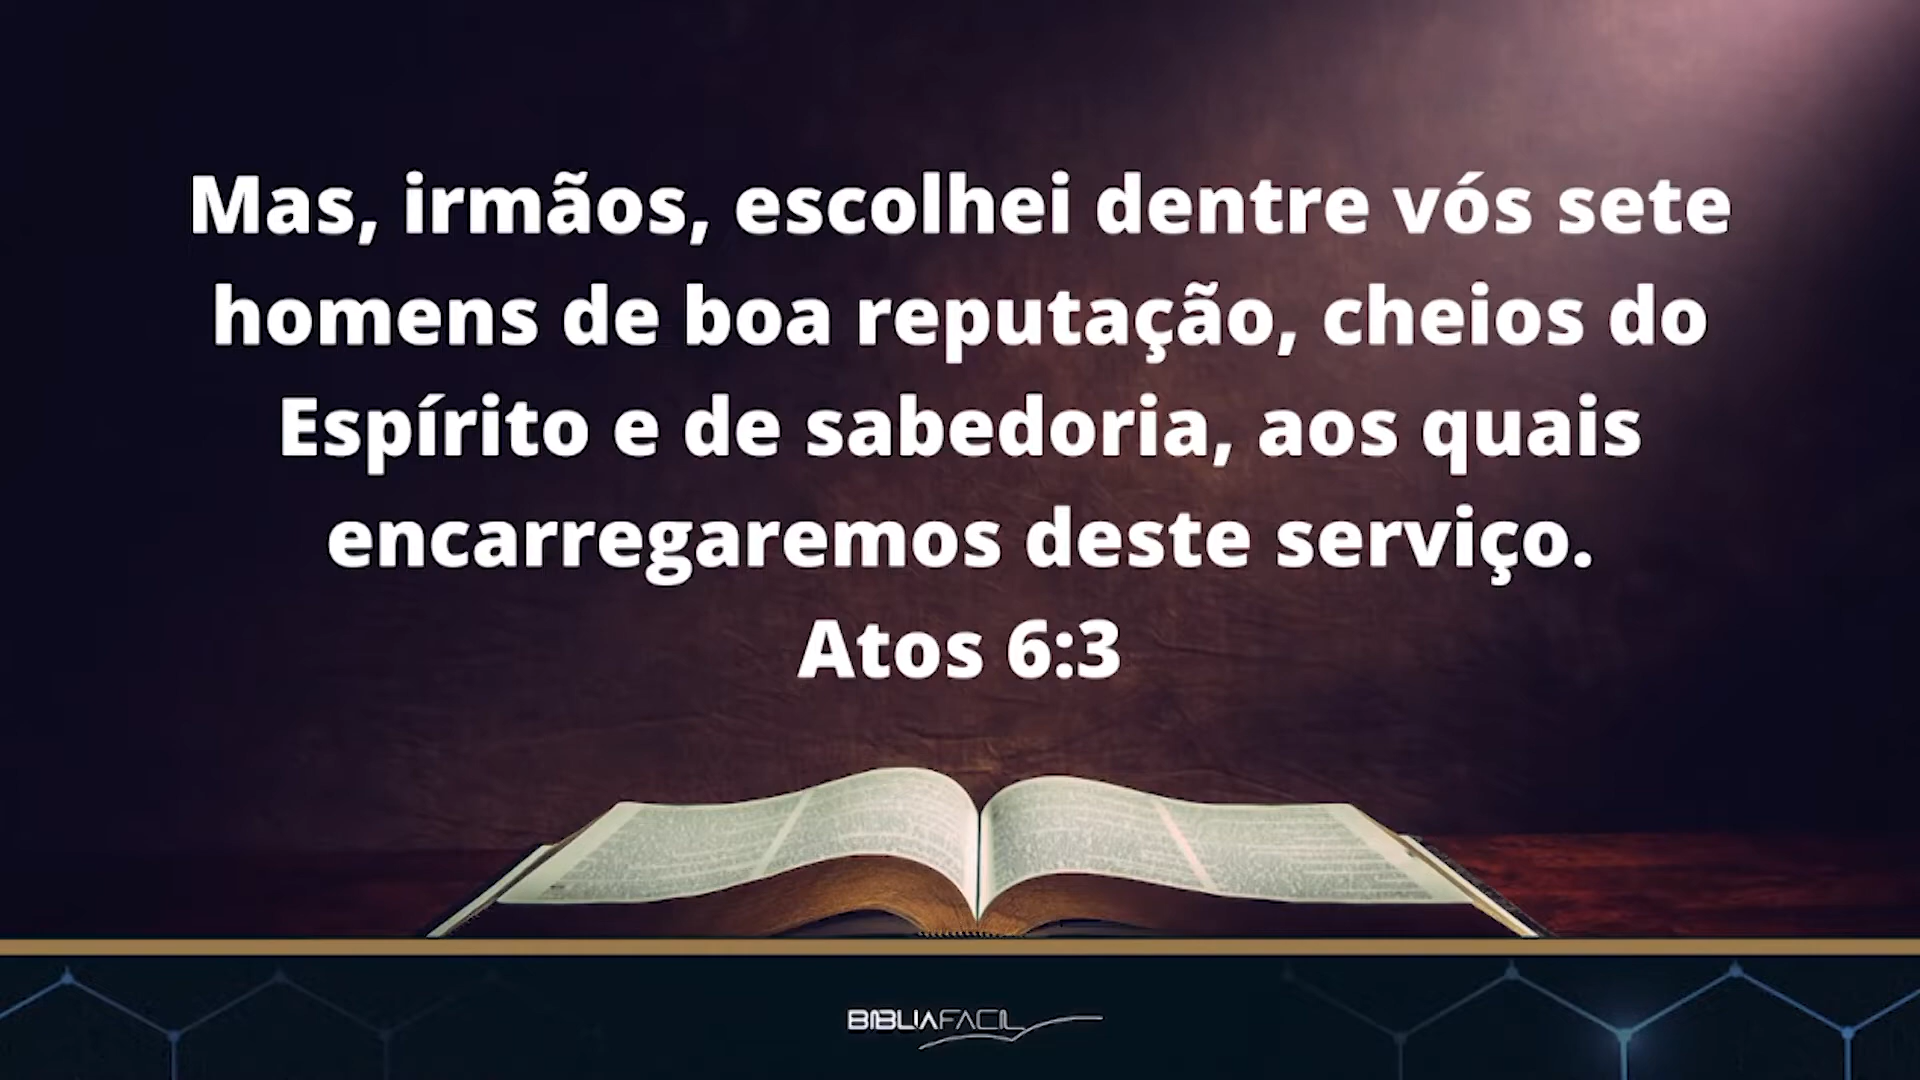 Mas, irmãos, escolhei dentre vós sete
homens de boa reputação, cheios do
Espírito e de sabedoria, aos quais
encarregaremos deste serviço.
Atos 6:3
BIBLIAFACIL